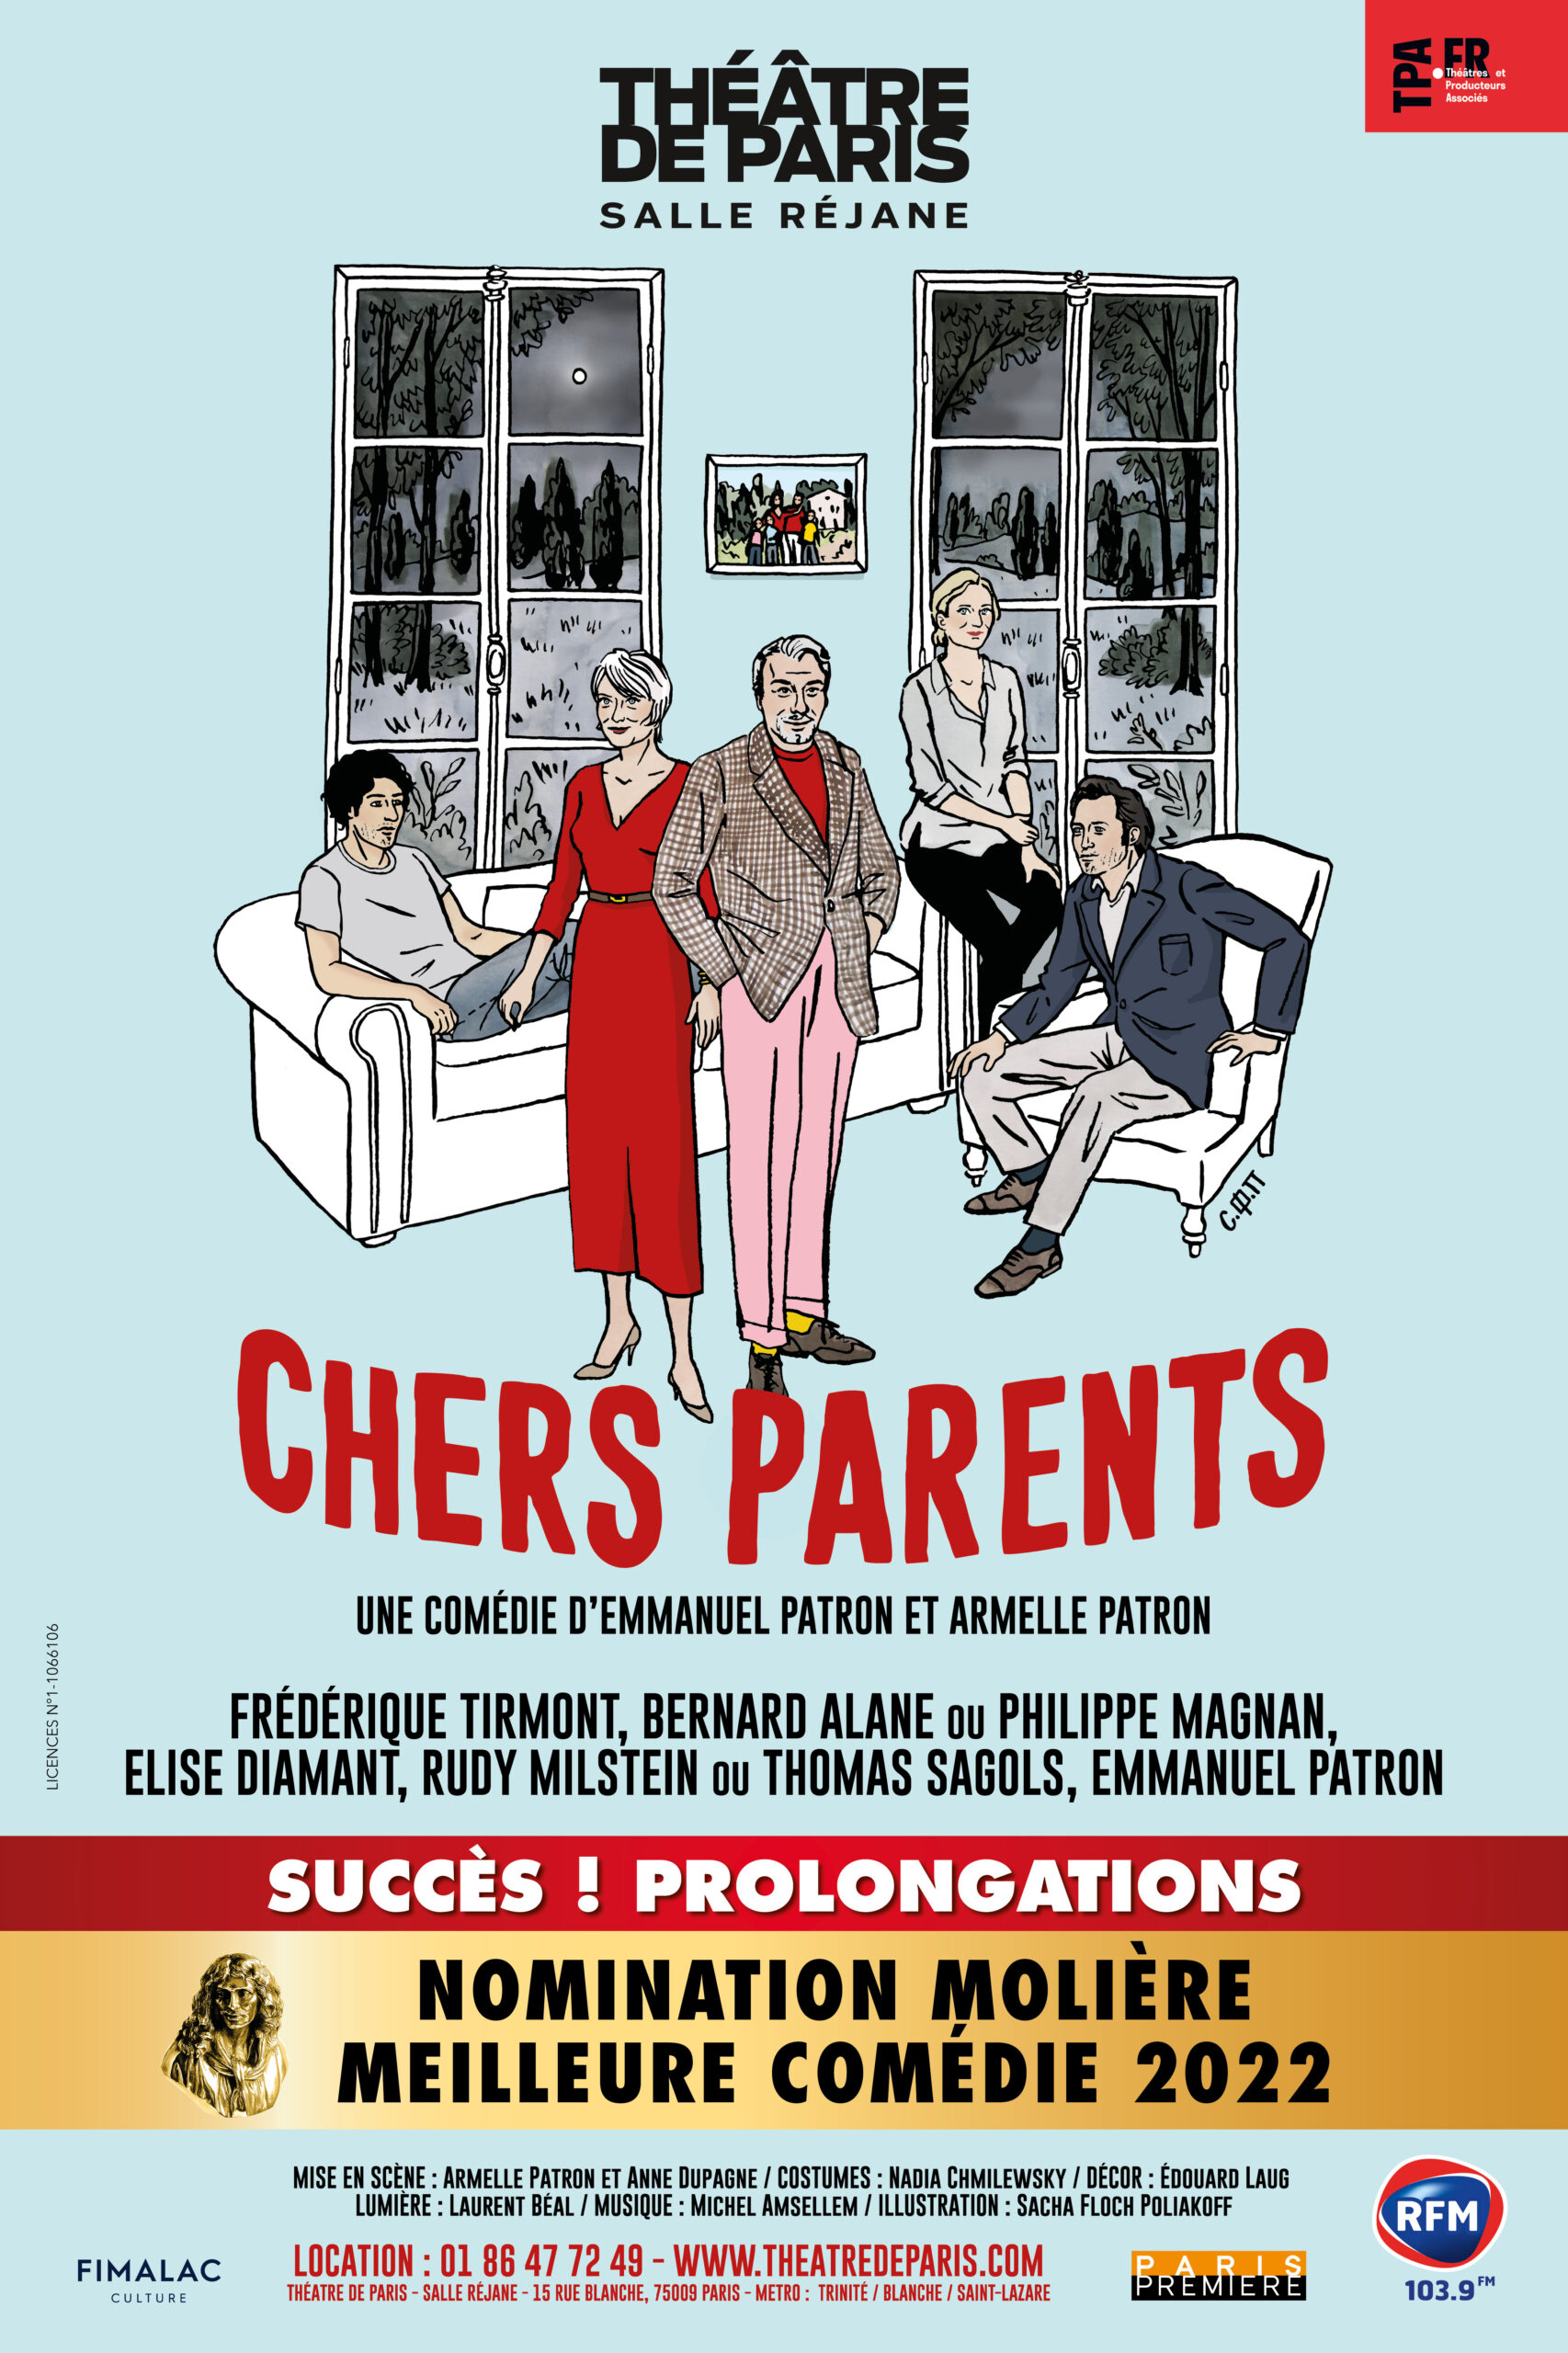 THÉÂTRE
DE PARIS
SALLE RÉJANE
TPA
.FR
Théâtres et
Producteurs
Associés
С.Ф.П
CHERS PARENTS
UNE COMÉDIE D'EMMANUEL PATRON ET ARMELLE PATRON
FRÉDÉRIQUE TIRMONT, BERNARD ALANE OU PHILIPPE MAGNAN,
ELISE DIAMANT, RUDY MILSTEIN OU THOMAS SAGOLS, EMMANUEL PATRON
LICENCES N°1-1066106
SUCCÈS ! PROLONGATIONS
NOMINATION MOLIÈRE
MEILLEURE COMÉDIE 2022
MISE EN SCÈNE : ARMELLE PATRON ET ANNE DUPAGNE / COSTUMES : NADIA CHMILEWSKY / DÉCOR : ÉDOUARD LAUG
LUMIÈRE : LAURENT BÉAL / MUSIQUE : MICHEL AMSELLEM / ILLUSTRATION : SACHA FLOCH POLIAKOFF
LOCATION : 01 86 47 72 49 - WWW.THEATREDEPARIS.COM
THÉATRE DE PARIS - SALLE RÉJANE - 15 RUE BLANCHE, 75009 PARIS - METRO : TRINITÉ / BLANCHE / SAINT-LAZARE
FIMALAC
CULTURE
PARIS
PREMIERE
RFM
103.9 FM